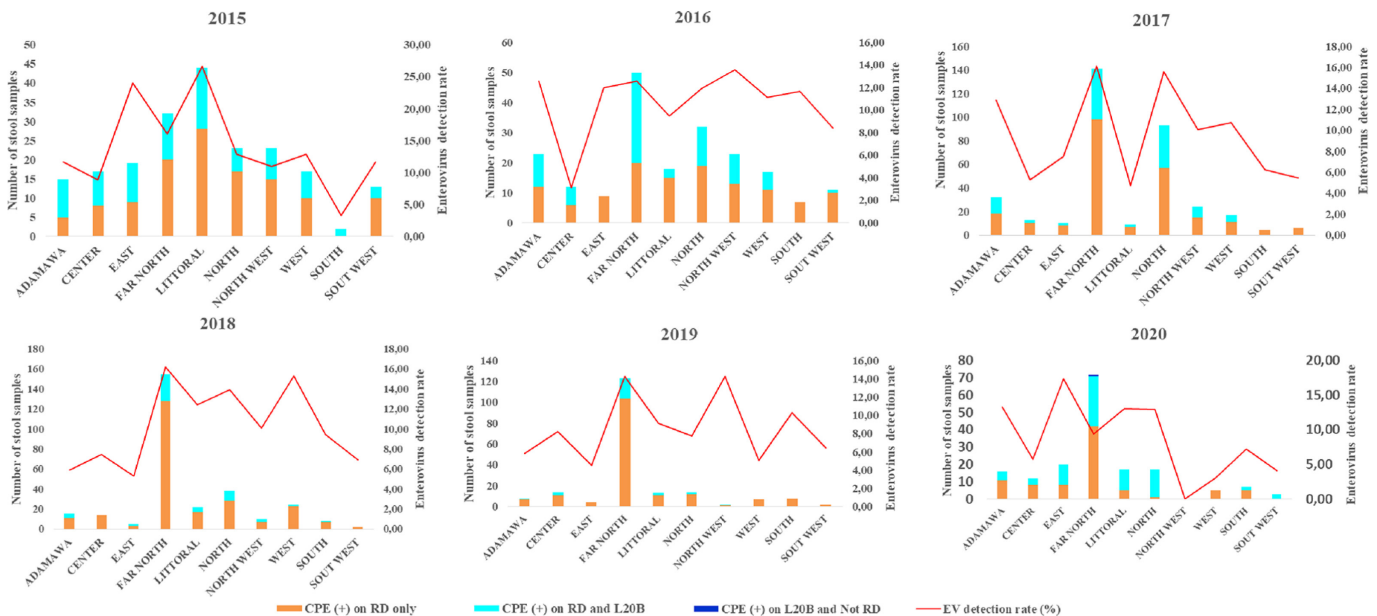 2015
Number of stool samples
50
45
40
35
30
25
20
15
10
5
0
30,00
25,00
20,00
15,00
10,00
5,00
0,00
Enterovirus detection rate
ADAMAWA
CENTER
EAST
FAR NORTH
LITTORAL
NORTH
NORTH WEST
WEST
SOUTH
SOUT WEST
2016
Number of stool samples
60
50
40
30
20
10
0
16,00
14,00
12,00
10,00
8,00
6,00
4,00
2,00
0,00
Enterovirus detection rate
ADAMAWA
CENTER
EAST
FAR NORTH
LITTORAL
NORTH
NORTH WEST
WEST
SOUTH
SOUT WEST
2017
Number of stool samples
160
140
120
100
80
60
40
20
0
18,00
16,00
14,00
12,00
10,00
8,00
6,00
4,00
2,00
0,00
Enterovirus detection rate
ADAMAWA
CENTER
EAST
FAR NORTH
LITTORAL
NORTH
NORTH WEST
WEST
SOUTH
SOUT WEST
2018
Number of stool samples
180
160
140
120
100
80
60
40
20
0
18,00
16,00
14,00
12,00
10,00
8,00
6,00
4,00
2,00
0,00
Enterovirus detection rate
ADAMAWA
CENTER
EAST
FAR NORTH
LITTORAL
NORTH
NORTH WEST
WEST
SOUTH
SOUT WEST
2019
Number of stool samples
140
120
100
80
60
40
20
0
16,00
14,00
12,00
10,00
8,00
6,00
4,00
2,00
0,00
Enterovirus detection rate
ADAMAWA
CENTER
EAST
FAR NORTH
LITTORAL
NORTH
NORTH WEST
WEST
SOUTH
SOUT WEST
2020
Number of stool samples
80
70
60
50
40
30
20
10
0
20,00
15,00
10,00
5,00
0,00
Enterovirus detection rate
ADAMAWA
CENTER
EAST
FAR NORTH
LITTORAL
NORTH
NORTH WEST
WEST
SOUTH
SOUT WEST
CPE (+) on RD only
CPE (+) on RD and L20B
CPE (+) on L20B and Not RD
EV detection rate (%)